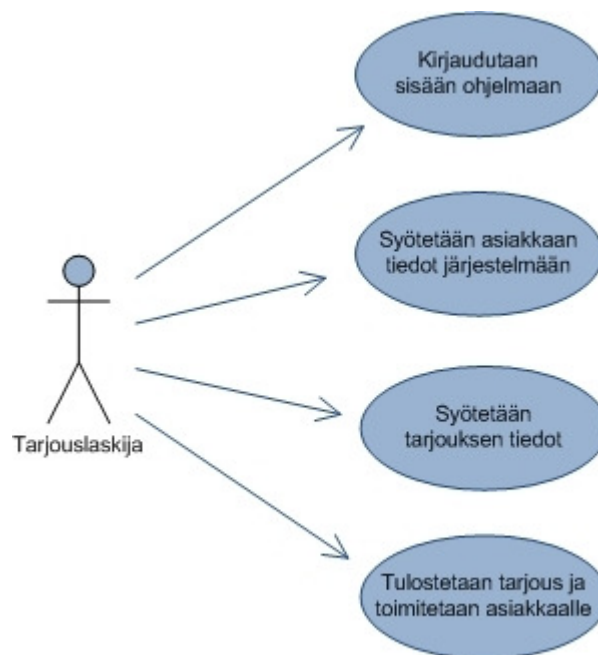 Kirjaudutaan
sisään ohjelmaan
Syötetään asiakkaan
tiedot järjestelmään
Syötetään
tarjouksen tiedot
Tarjouslaskija
Tulostetaan tarjous ja
toimitetaan asiakkaalle